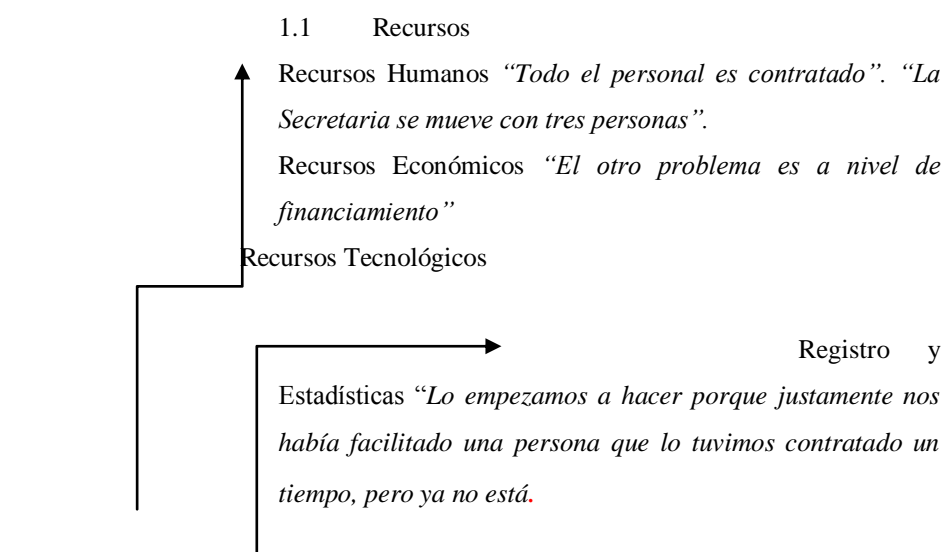 1.1 Recursos
Recursos Humanos “Todo el personal es contratado”. “La
Secretaria se mueve con tres personas”.
Recursos Económicos “El otro problema es a nivel de
financiamiento”
Recursos Tecnológicos
Registro y
Estadísticas “Lo empezamos a hacer porque justamente nos
había facilitado una persona que lo tuvimos contratado un
tiempo, pero ya no está.